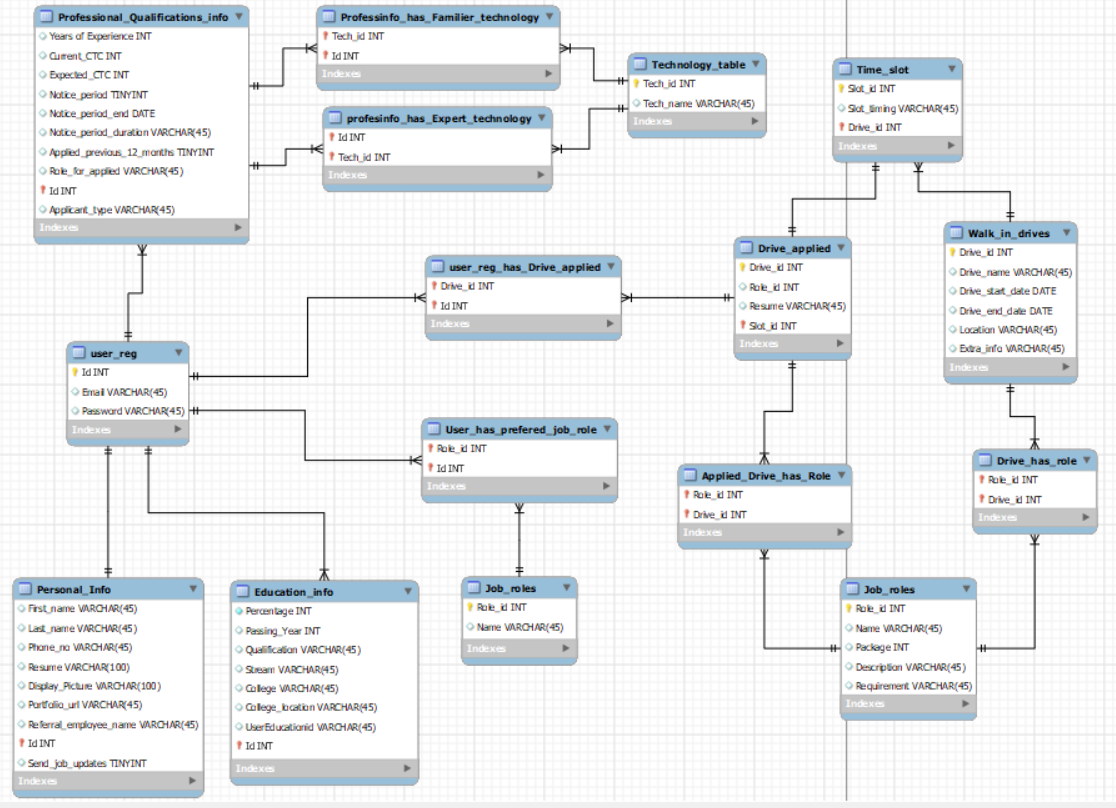 Professional_Qualifications_info
Years of Experience INT
Current_CTC INT
Expected_CTC INT
Notice_period TINYINT
Notice_period_end DATE
Notice_period_duration VARCHAR(45)
Applied_previous_12_months TINYINT
Role_for_applied VARCHAR(45)
Id INT
Applicant_type VARCHAR(45)
Indexes
Professinfo_has_Familier_technology
Tech_id INT
Id INT
Indexes
profesinfo_has_Expert_technology
Id INT
Tech_id INT
Indexes
Technology_table
Tech_id INT
Tech_name VARCHAR(45)
Indexes
Time_slot
Slot_id INT
Slot_timing VARCHAR(45)
Drive_id INT
Indexes
user_reg_has_Drive_applied
Drive_id INT
Id INT
Indexes
Drive_applied
Drive_id INT
Role_id INT
Resume VARCHAR(45)
Slot_id INT
Indexes
Walk_in_drives
Drive_id INT
Drive_name VARCHAR(45)
Drive_start_date DATE
Drive_end_date DATE
Location VARCHAR(45)
Extra_info VARCHAR(45)
Indexes
user_reg
Id INT
Email VARCHAR(45)
Password VARCHAR(45)
Indexes
User_has_prefered_job_role
Role_id INT
Id INT
Indexes
Applied_Drive_has_Role
Role_id INT
Drive_id INT
Indexes
Drive_has_role
Role_id INT
Drive_id INT
Indexes
Personal_Info
First_name VARCHAR(45)
Last_name VARCHAR(45)
Phone_no VARCHAR(45)
Resume VARCHAR(100)
Display_Picture VARCHAR(100)
Portfolio_url VARCHAR(45)
Referral_employee_name VARCHAR(45)
Id INT
Send_job_updates TINYINT
Indexes
Education_info
Percentage INT
Passing_Year INT
Qualification VARCHAR(45)
Stream VARCHAR(45)
College VARCHAR(45)
College_location VARCHAR(45)
UserEducationid VARCHAR(45)
Id INT
Indexes
Job_roles
Role_id INT
Name VARCHAR(45)
Indexes
Job_roles
Role_id INT
Name VARCHAR(45)
Package INT
Description VARCHAR(45)
Requirement VARCHAR(45)
Indexes